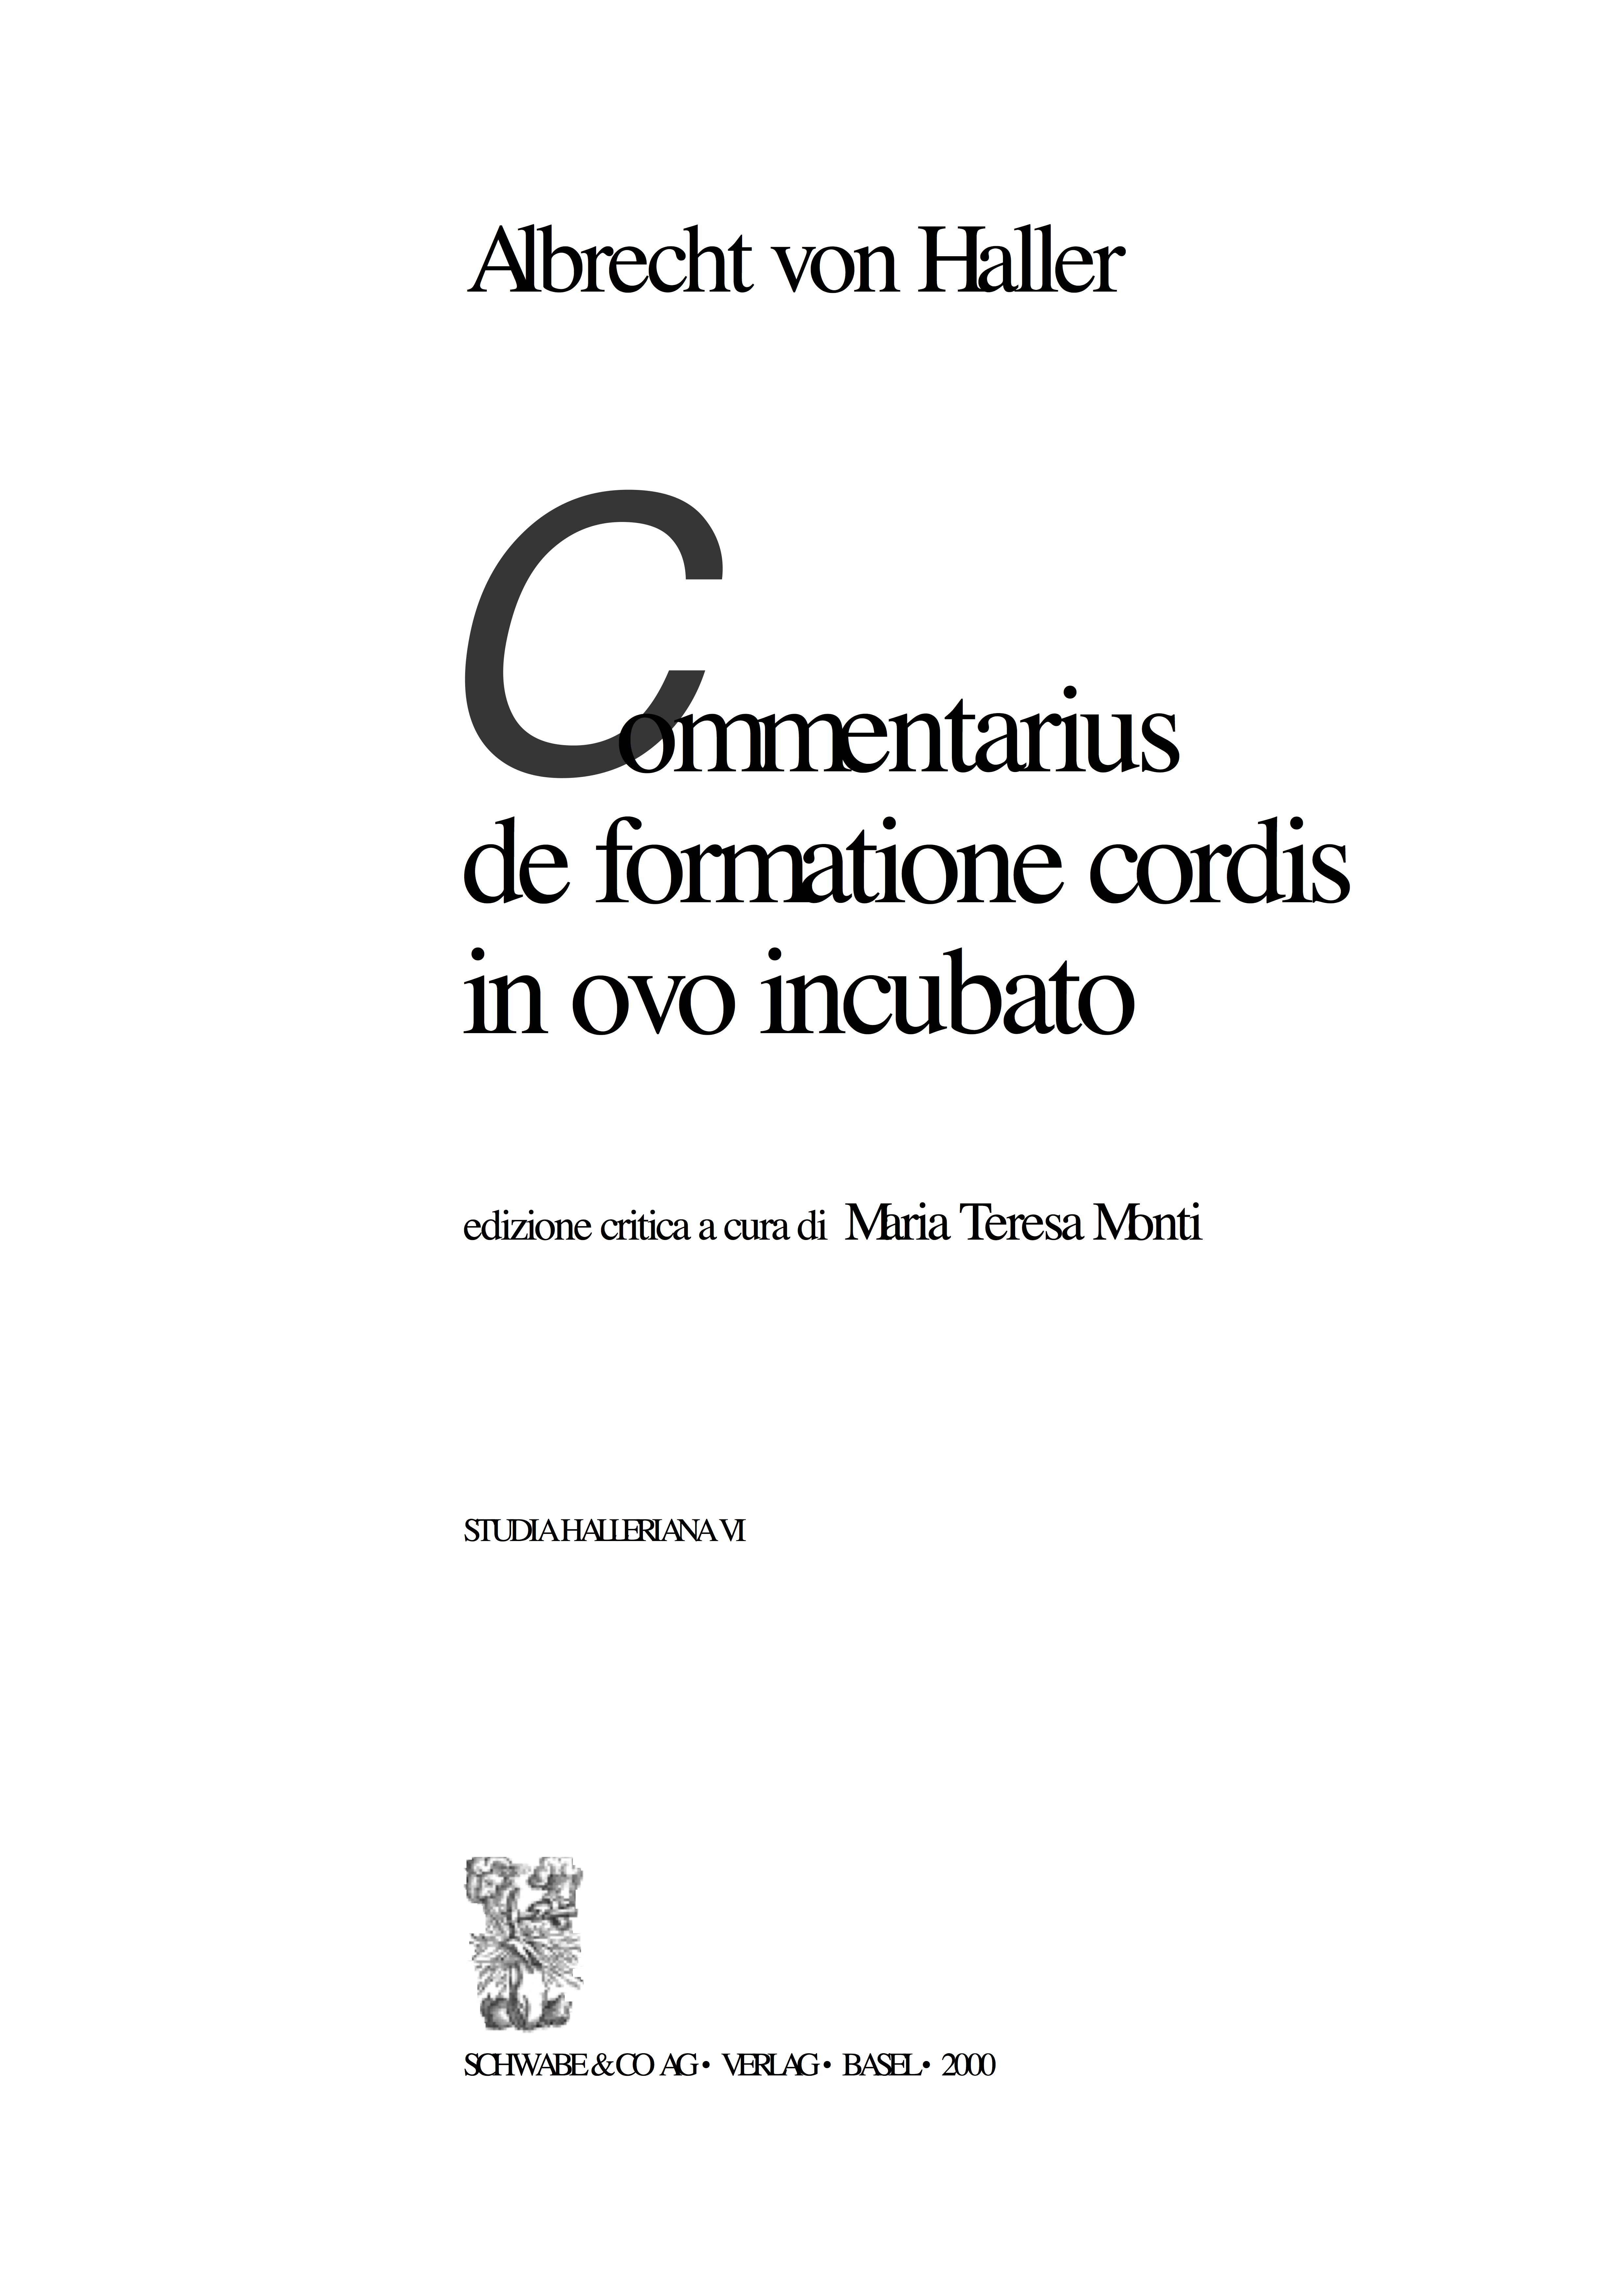 Albrecht von Haller
Commentarius
de formatione cordis
in ovo incubato
edizione critica a cura di Maria Teresa Monti
STUDIA HALLERIANA VI
SCHWABE & CO AG • VERLAG • BASEL • 2000